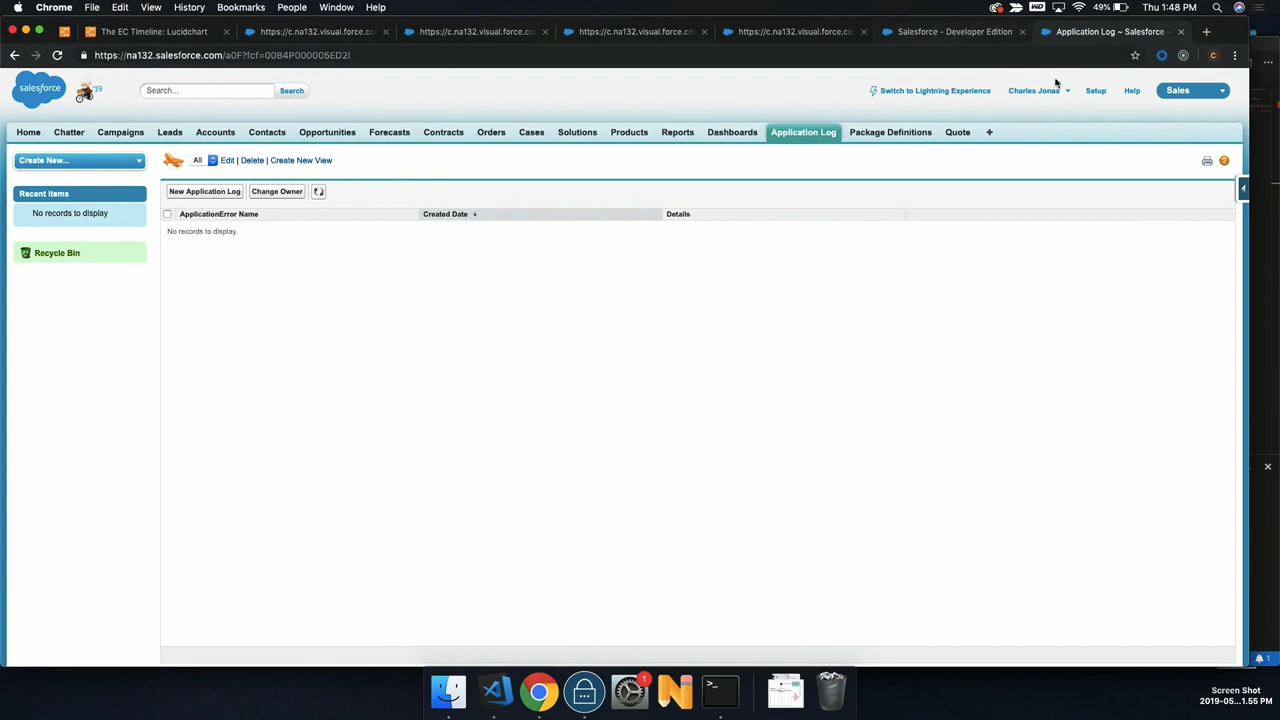 Chrome File Edit View History Bookmarks People Window Help 49% Thu 1:48 PM
The EC Timeline: Lucidchart https://c.na132.visual.force.co https://c.na132.visual.force.co https://c.na132.visual.force.co https://c.na132.visual.force.co Salesforce - Developer Edition Application Log ~ Salesforce -
https://na132.salesforce.com/a0F?fcf=00B4P000005ED2I C
salesforce '19 Search... Search Switch to Lightning Experience Charles Jonas Setup Help Sales
Home Chatter Campaigns Leads Accounts Contacts Opportunities Forecasts Contracts Orders Cases Solutions Products Reports Dashboards Application Log Package Definitions Quote +
Create New... All Edit | Delete | Create New View
Recent Items New Application Log Change Owner
No records to display ApplicationError Name Created Date Details
No records to display.
Recycle Bin
1
1
Screen Shot
2019-05...1.55 PM